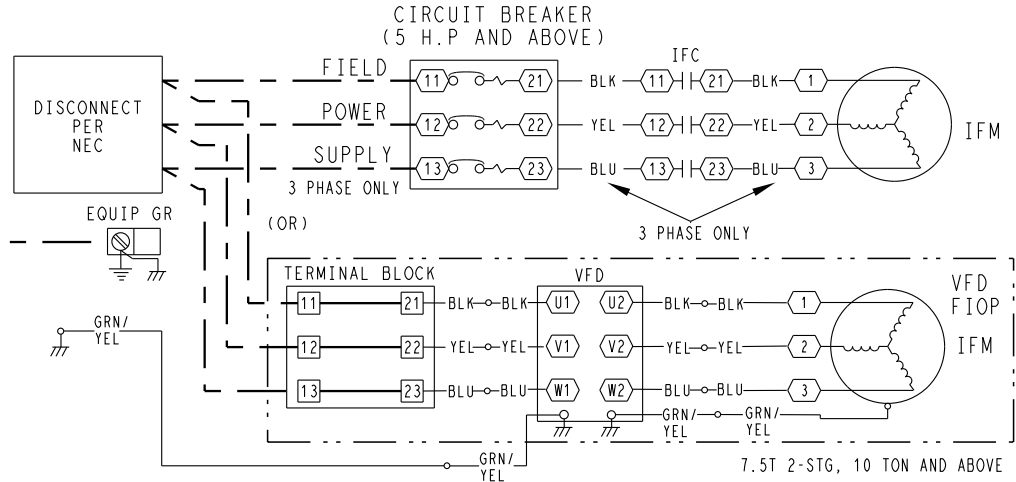 CIRCUIT BREAKER
(5 H.P AND ABOVE)
IFC
FIELD
11 21 BLK 11 21 BLK 1
DISCONNECT
PER
NEC
POWER
12 22 YEL 12 22 YEL 2
IFM
SUPPLY
13 23 BLU 13 23 BLU 3
3 PHASE ONLY
EQUIP GR
(OR)
3 PHASE ONLY
TERMINAL BLOCK
VFD
VFD
FIOP
11 21 BLK BLK U1 U2 BLK BLK 1
GRN/
YEL
12 22 YEL YEL V1 V2 YEL YEL 2
IFM
13 23 BLU BLU W1 W2 BLU BLU 3
GRN/
YEL
GRN/
YEL
GRN/
YEL
7.5T 2-STG, 10 TON AND ABOVE